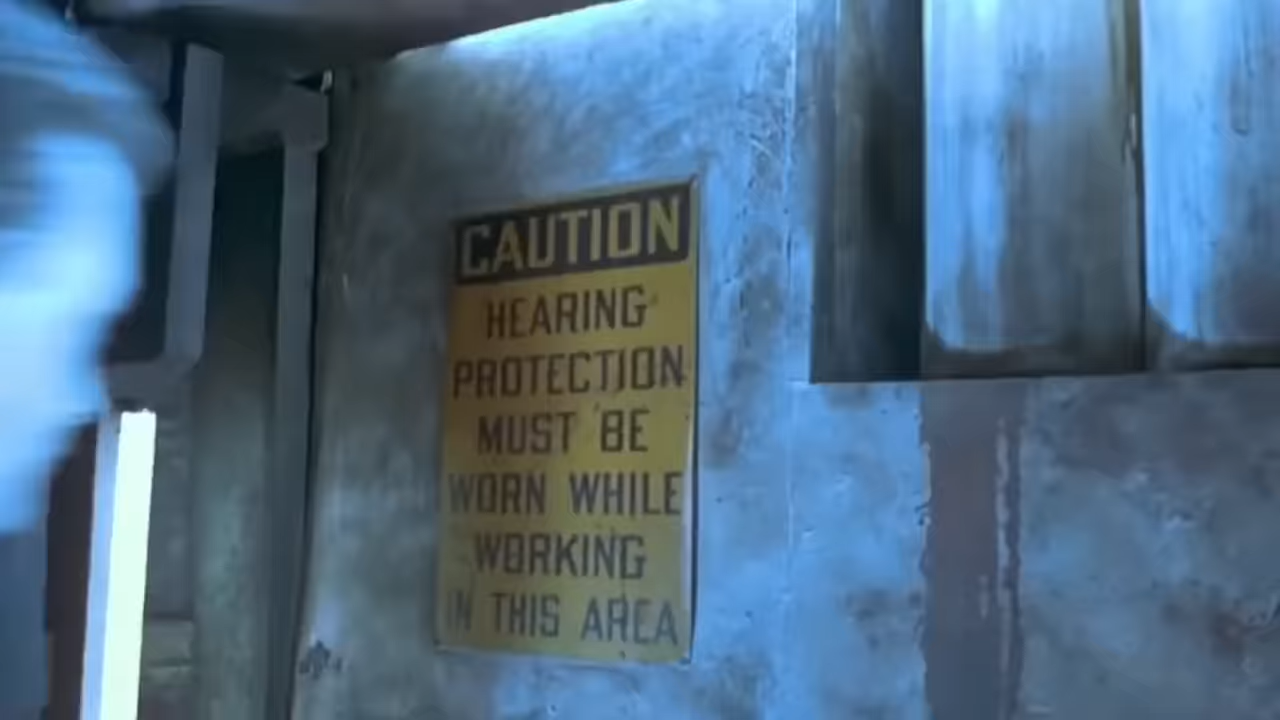 CAUTION
HEARING
PROTECTION
MUST BE
WORN WHILE
WORKING
IN THIS AREA